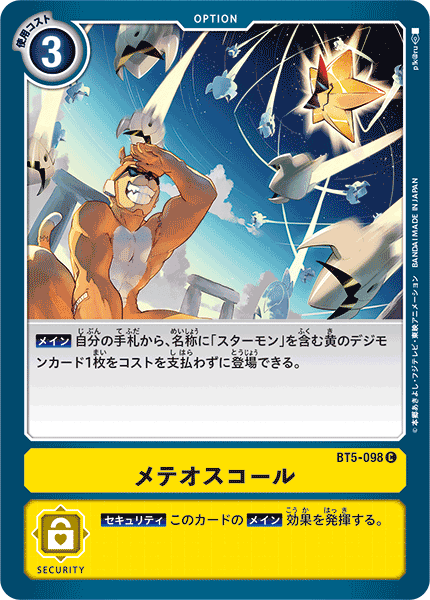 OPTION
使用コスト
3
p!k@ru
©本郷あきよし・フジテレビ・東映アニメーション BANDAI MADE IN JAPAN
メイン 自分の手札から、名称に「スターモン」を含む黄のデジモ
ンカード1枚をコストを支払わずに登場できる。
BT5-098 C
メテオスコール
セキュリティ このカードの メイン 効果を発揮する。
SECURITY